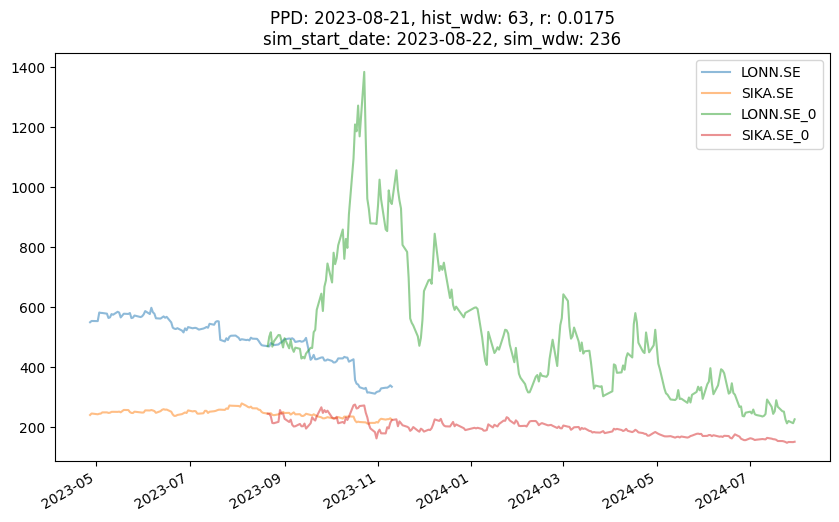 PPD: 2023-08-21, hist_wdw: 63, r: 0.0175
sim_start_date: 2023-08-22, sim_wdw: 236
LONN.SE
SIKA.SE
LONN.SE_0
SIKA.SE_0
1400
1200
1000
800
600
400
200
2023-05
2023-07
2023-09
2023-11
2024-01
2024-03
2024-05
2024-07